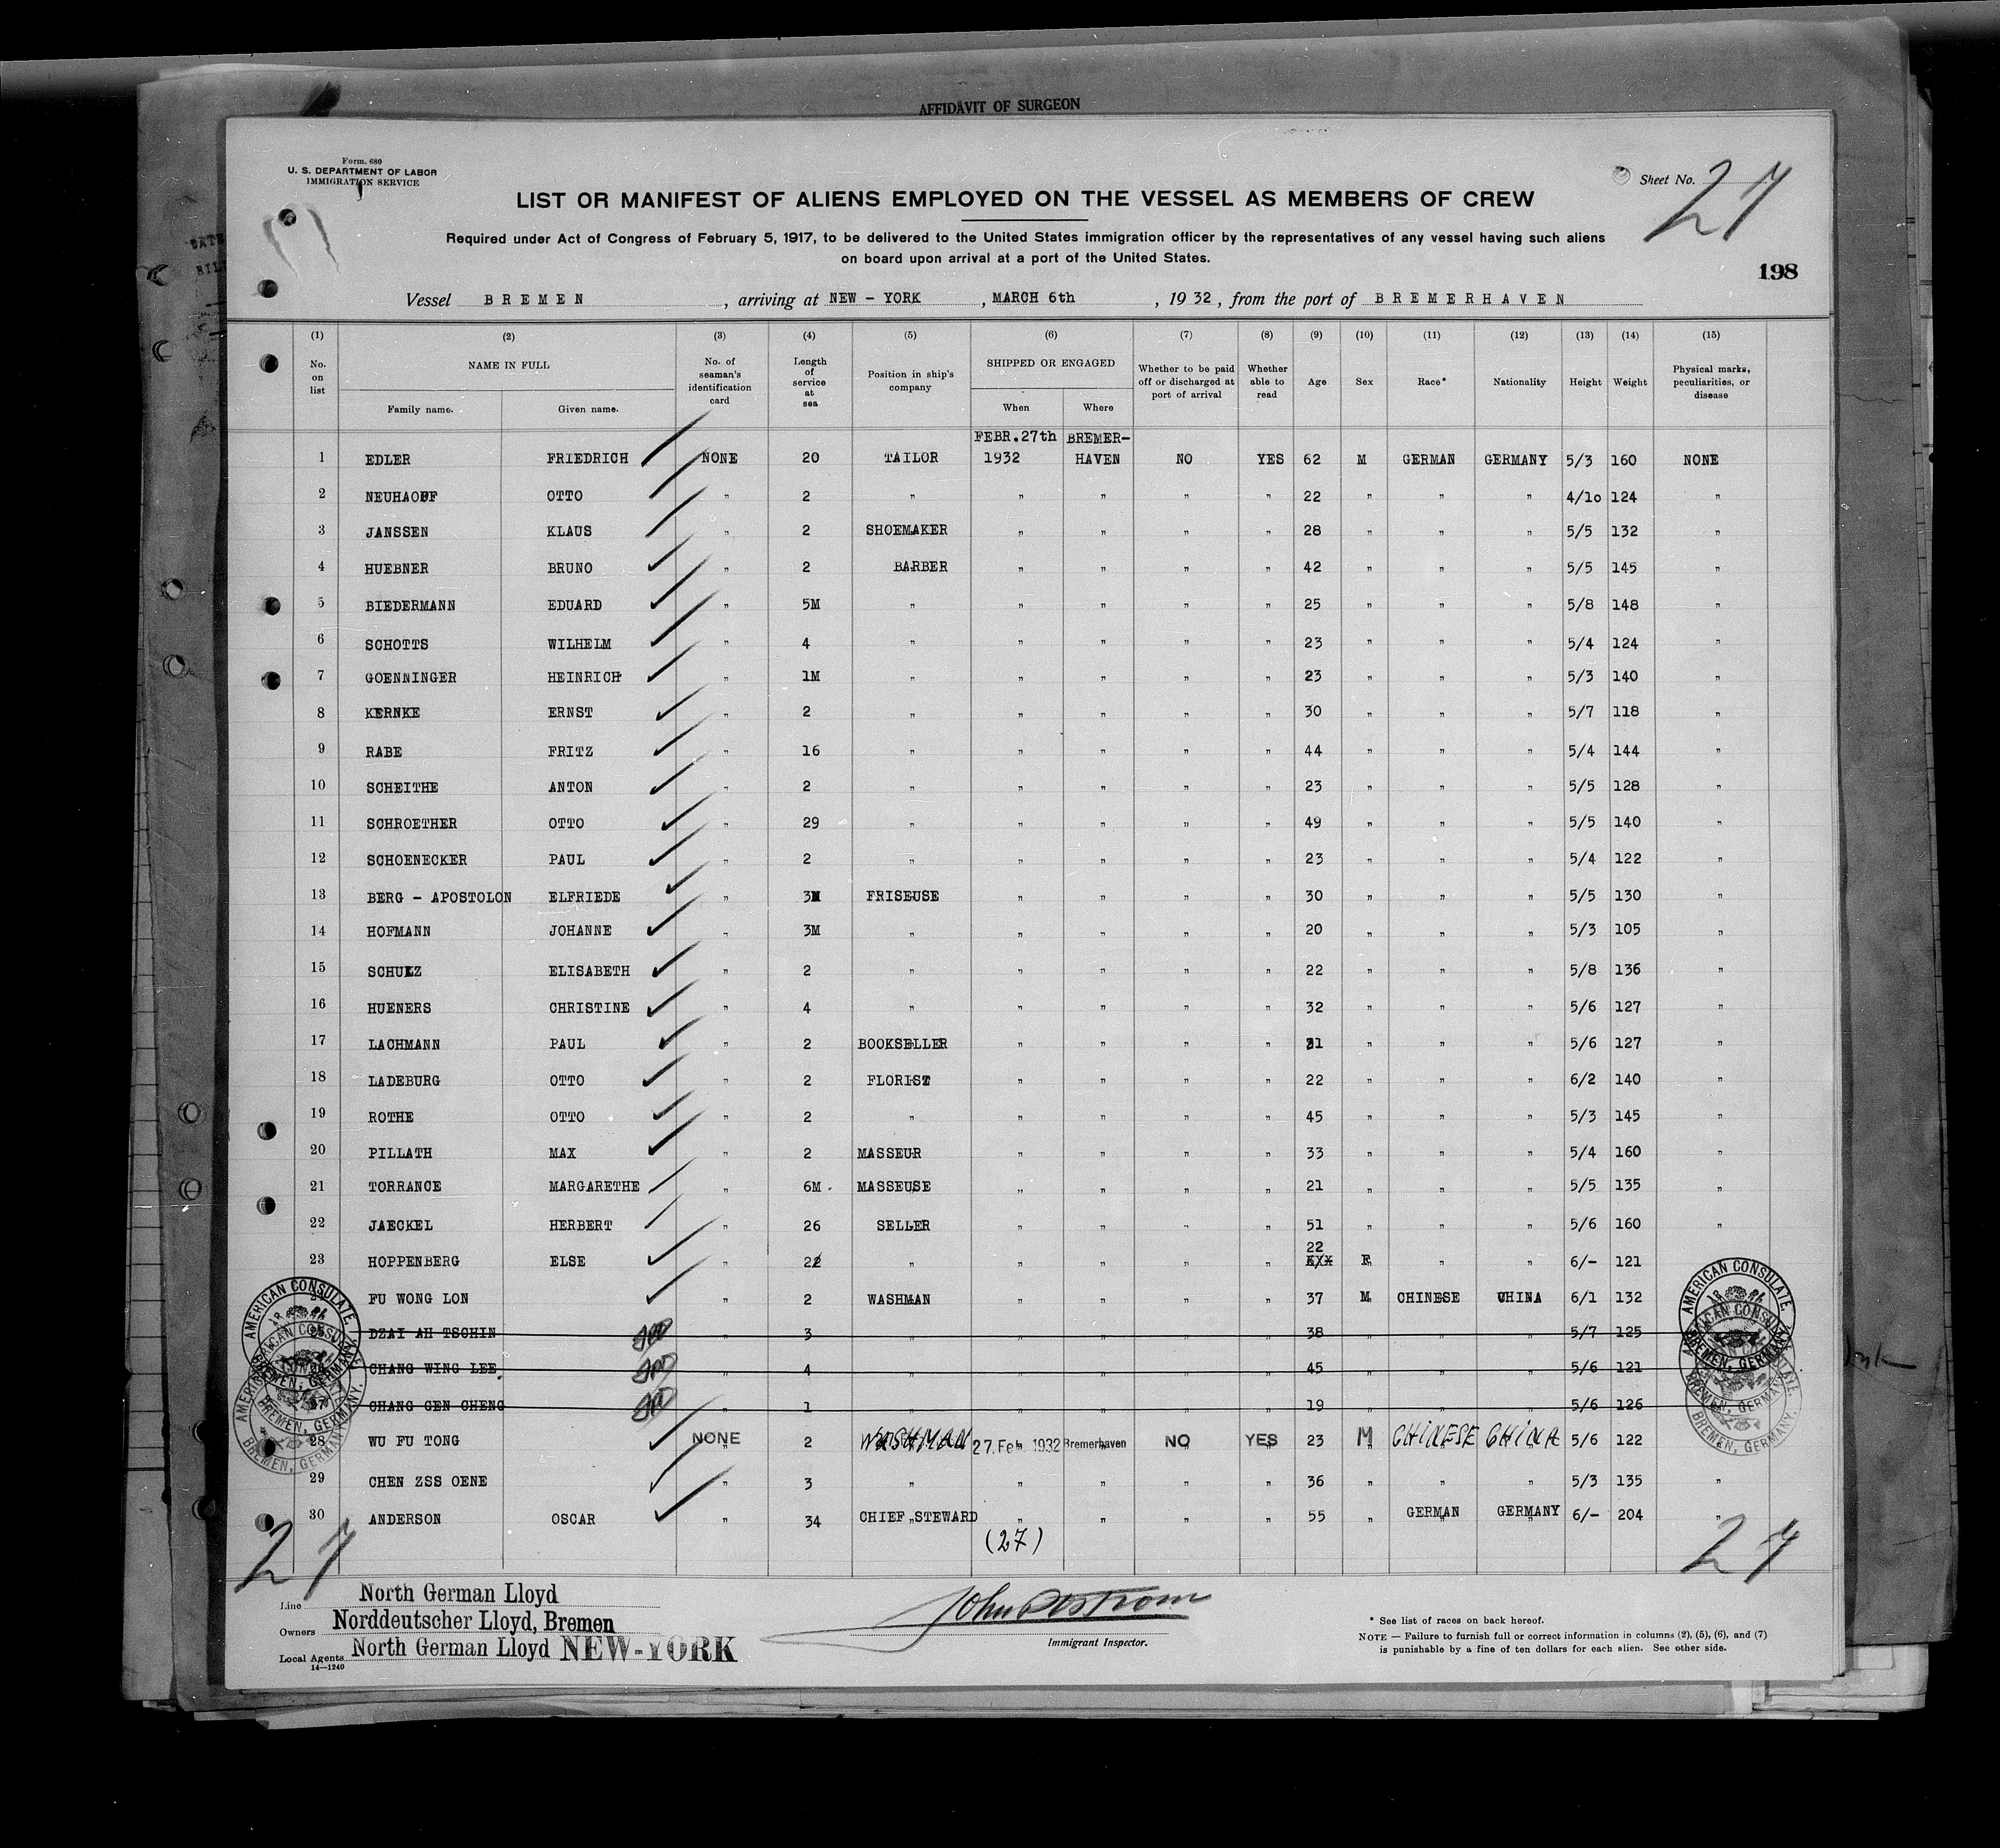 AFFIDAVIT OF SURGEON
Form. 680
U. S. DEPARTMENT OF LABOR
IMMIGRATION SERVICE
Sheet No. 27
LIST OR MANIFEST OF ALIENS EMPLOYED ON THE VESSEL AS MEMBERS OF CREW
Required under Act of Congress of February 5, 1917, to be delivered to the United States immigration officer by the representatives of any vessel having such aliens
on board upon arrival at a port of the United States.
198
Vessel BREMEN, arriving at NEW - YORK, MARCH 6th, 1932, from the port of BREMERHAVEN
(1) (2) (3) (4) (5) (6) (7) (8) (9) (10) (11) (12) (13) (14) (15)
No. on list NAME IN FULL Family name. Given name. No. of seaman's identification card Length of service at sea Position in ship's company SHIPPED OR ENGAGED When Where Whether to be paid off or discharged at port of arrival Whether able to read Age Sex Race* Nationality Height Weight Physical marks, peculiarities, or disease
FEBR.27th BREMER-
1 EDLER FRIEDRICH NONE 20 TAILOR 1932 HAVEN NO YES 62 M GERMAN GERMANY 5/3 160 NONE
2 NEUHAOFF OTTO " 2 " " " " " 22 " " " 4/10 124 "
3 JANSSEN KLAUS " 2 SHOEMAKER " " " " 28 " " " 5/5 132 "
4 HUEBNER BRUNO " 2 BARBER " " " " 42 " " " 5/5 145 "
5 BIEDERMANN EDUARD " 5M " " " " " 25 " " " 5/8 148 "
6 SCHOTTS WILHELM " 4 " " " " " 23 " " " 5/4 124 "
7 GOENNINGER HEINRICH " 1M " " " " " 23 " " " 5/3 140 "
8 KERNKE ERNST " 2 " " " " " 30 " " " 5/7 118 "
9 RABE FRITZ " 16 " " " " " 44 " " " 5/4 144 "
10 SCHEITHE ANTON " 2 " " " " " 23 " " " 5/5 128 "
11 SCHROETHER OTTO " 29 " " " " " 49 " " " 5/5 140 "
12 SCHOENECKER PAUL " 2 " " " " " 23 " " " 5/4 122 "
13 BERG - APOSTOLON ELFRIEDE " 3M FRISEUSE " " " " 30 " " " 5/5 130 "
14 HOFMANN JOHANNE " 3M " " " " " 20 " " " 5/3 105 "
15 SCHULZ ELISABETH " 2 " " " " " 22 " " " 5/8 136 "
16 HUENERS CHRISTINE " 4 " " " " " 32 " " " 5/6 127 "
17 LACHMANN PAUL " 2 BOOKSELLER " " " " 31 " " " 5/6 127 "
18 LADEBURG OTTO " 2 FLORIST " " " " 22 " " " 6/2 140 "
19 ROTHE OTTO " 2 " " " " " 45 " " " 5/3 145 "
20 PILLATH MAX " 2 MASSEUR " " " " 33 " " " 5/4 160 "
21 TORRANCE MARGARETHE " 6M. MASSEUSE " " " " 21 " " " 5/5 135 "
22 JAECKEL HERBERT " 26 SELLER " " " " 51 " " " 5/6 160 "
22
23 HOPPENBERG ELSE " 22 " " " " " XXX F " " 6/- 121
FU WONG LON " 2 WASHMAN " " " " 37 M CHINESE CHINA 6/1 132
25 DZAI AH TSCHIN 3 " " " " " 38 " " " 5/7 125
CHANG WING LEE 4 " " " " " 45 " " " 5/6 121
27 CHANG GEN CHENG " 1 " " " " " 19 " " " 5/6 126
28 WU FU TONG NONE 2 WASHMAN 27. Feb. 1932 Bremerhaven NO YES 23 M CHINESE CHINA 5/6 122
29 CHEN ZSS OENE " 3 " " " " " 36 " " " 5/3 135 "
30 ANDERSON OSCAR " 34 CHIEF STEWARD " " " " 55 " GERMAN GERMANY 6/- 204 "
(27)
27
27
AMERICAN CONSULATE
BREMEN, GERMANY.
AMERICAN CONSULATE
BREMEN, GERMANY.
Line North German Lloyd
Owners Norddeutscher Lloyd, Bremen
Local Agents North German Lloyd NEW-YORK
14—1240
Immigrant Inspector.
* See list of races on back hereof.
NOTE — Failure to furnish full or correct information in columns (2), (5), (6), and (7)
is punishable by a fine of ten dollars for each alien. See other side.